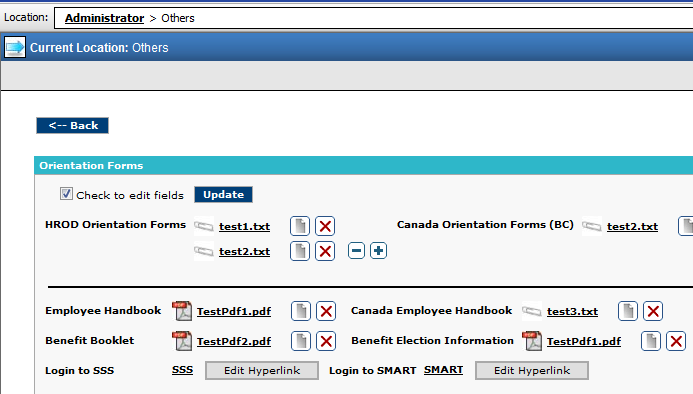 Location: Administrator > Others
Current Location: Others
<-- Back
Orientation Forms
Check to edit fields Update
HROD Orientation Forms test1.txt Canada Orientation Forms (BC) test2.txt
test2.txt
Employee Handbook PDF TestPdf1.pdf Canada Employee Handbook test3.txt
Benefit Booklet PDF TestPdf2.pdf Benefit Election Information PDF TestPdf1.pdf
Login to SSS SSS Edit Hyperlink Login to SMART SMART Edit Hyperlink